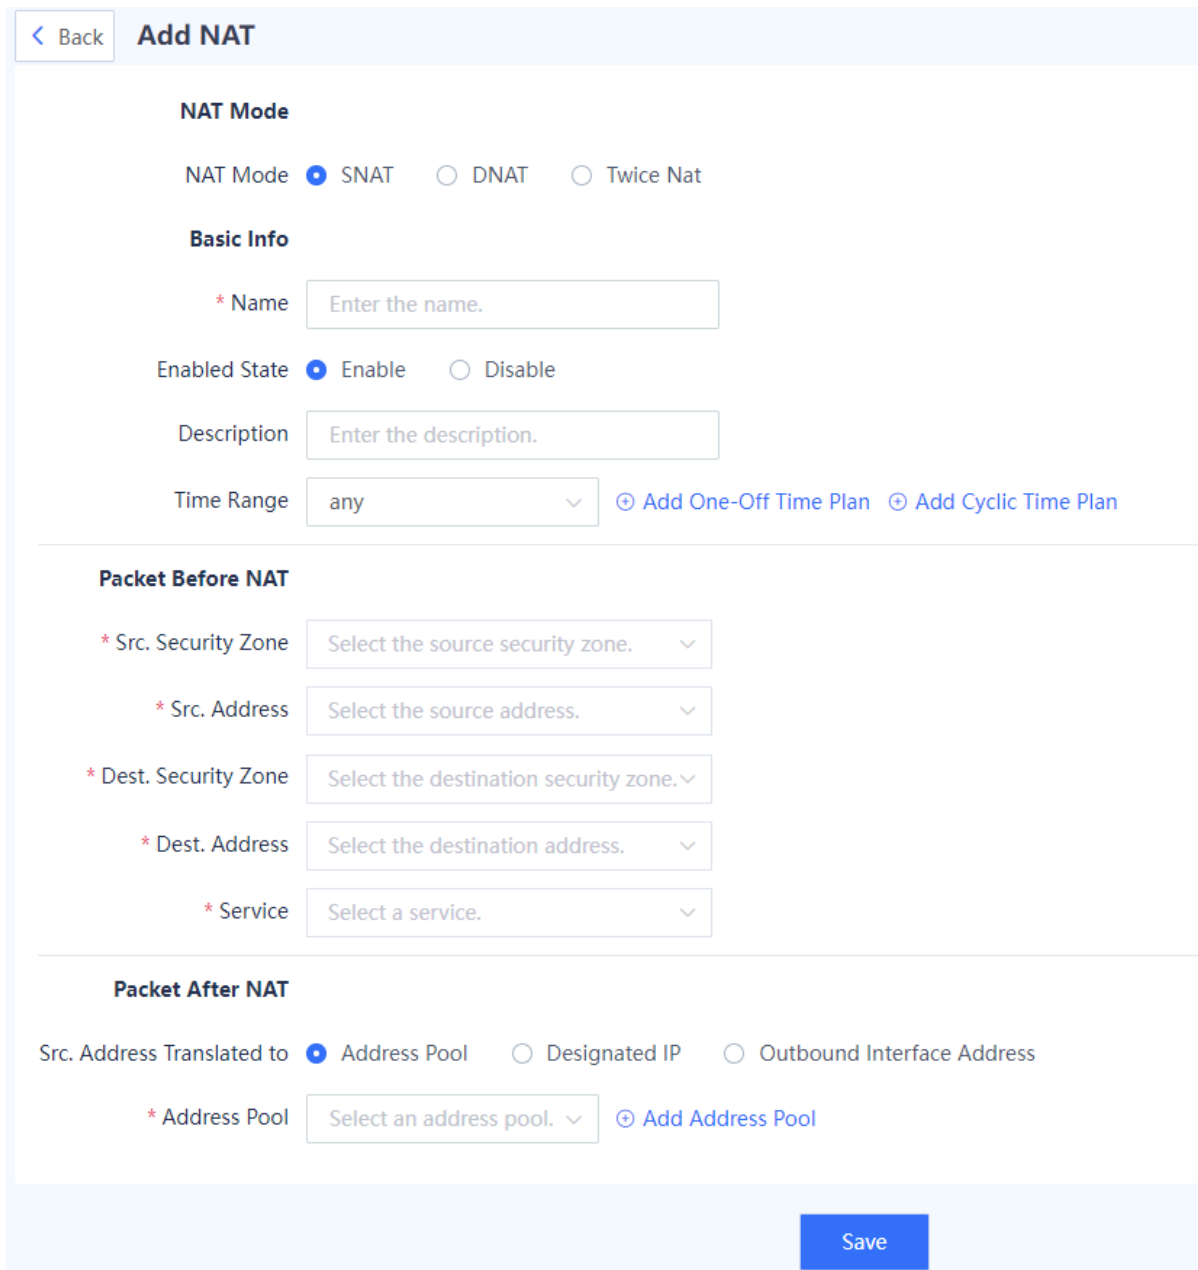 Back Add NAT
NAT Mode
NAT Mode SNAT DNAT Twice Nat
Basic Info
* Name Enter the name.
Enabled State Enable Disable
Description Enter the description.
Time Range any Add One-Off Time Plan Add Cyclic Time Plan
Packet Before NAT
* Src. Security Zone Select the source security zone.
* Src. Address Select the source address.
* Dest. Security Zone Select the destination security zone.
* Dest. Address Select the destination address.
* Service Select a service.
Packet After NAT
Src. Address Translated to Address Pool Designated IP Outbound Interface Address
* Address Pool Select an address pool. Add Address Pool
Save